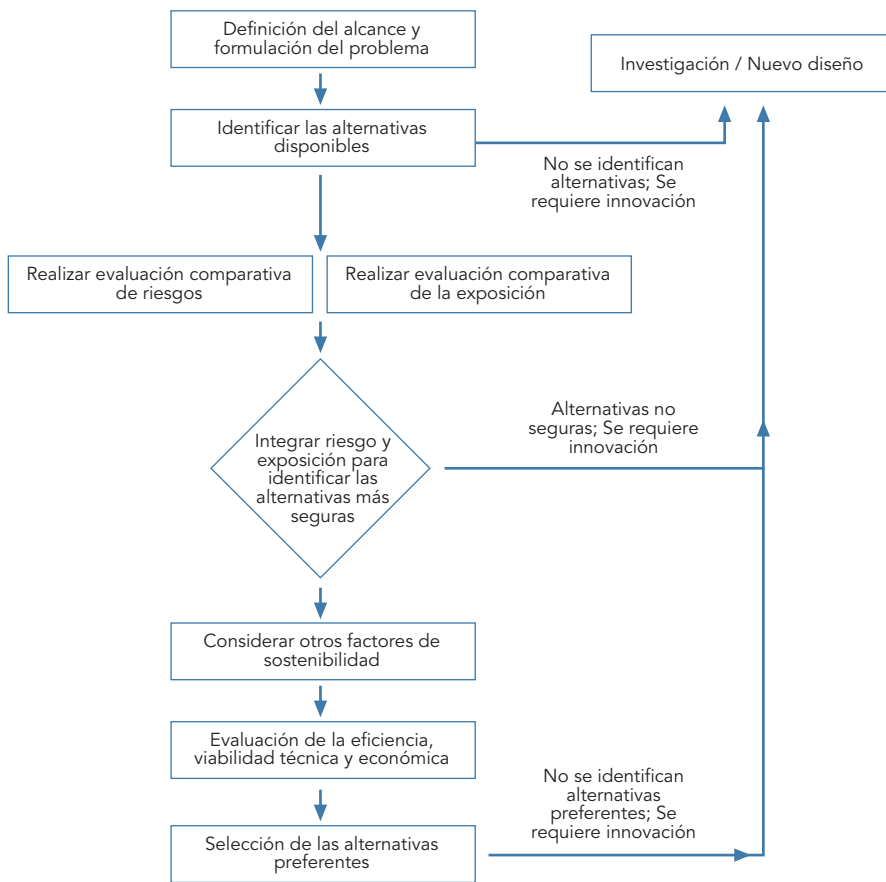 Definición del alcance y
formulación del problema
Investigación / Nuevo diseño
Identificar las alternativas
disponibles
No se identifican
alternativas; Se
requiere innovación
Realizar evaluación comparativa
de riesgos
Realizar evaluación comparativa
de la exposición
Integrar riesgo y
exposición para
identificar las
alternativas más
seguras
Alternativas no
seguras; Se requiere
innovación
Considerar otros factores de
sostenibilidad
Evaluación de la eficiencia,
viabilidad técnica y económica
No se identifican
alternativas
preferentes; Se
requiere innovación
Selección de las alternativas
preferentes